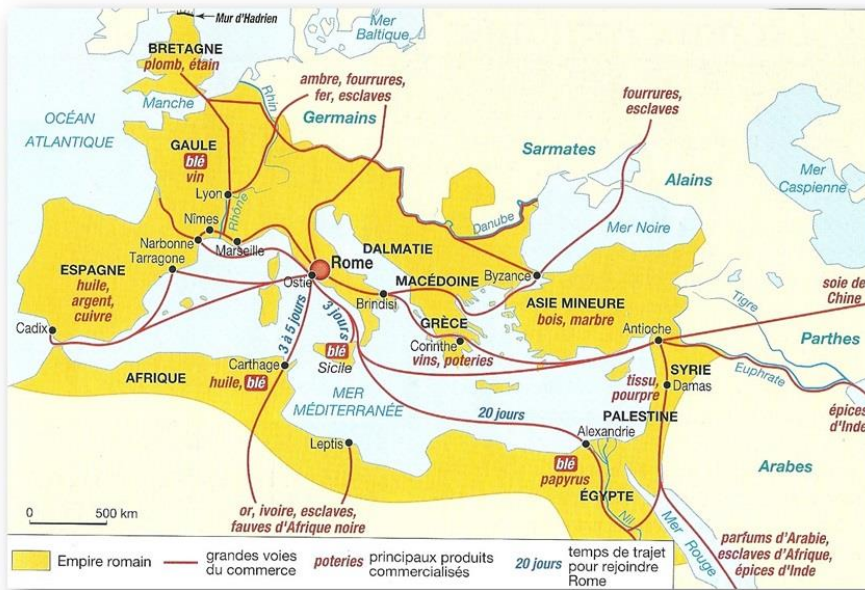 Mur d'Hadrien
Mer
Baltique
BRETAGNE
plomb, étain
ambre, fourrures,
fer, esclaves
Manche
Rhin
fourrures,
esclaves
OCÉAN
ATLANTIQUE
Germains
Sarmates
GAULE
blé
vin
Alains
Mer
Caspienne
Lyon
Rhône
Danube
Mer Noire
Nîmes
Narbonne
Marseille
DALMATIE
Tarragone
Rome
Ostie
MACÉDOINE
Byzance
ESPAGNE
huile,
argent,
cuivre
Brindisi
ASIE MINEURE
bois, marbre
soie de
Chine
Tigre
GRÈCE
Corinthe
vins, poteries
Antioche
Parthes
Cadix
3 à 5 jours
3 jours
blé
Sicile
Carthage
Euphrate
AFRIQUE
huile, blé
SYRIE
tissu,
pourpre
Damas
MER
MÉDITERRANÉE
20 jours
PALESTINE
épices
d'Inde
Leptis
Alexandrie
blé
papyrus
Arabes
ÉGYPTE
Nil
or, ivoire, esclaves,
fauves d'Afrique noire
Mer Rouge
parfums d'Arabie,
esclaves d'Afrique,
épices d'Inde
0 500 km
Empire romain
grandes voies
du commerce
poteries principaux produits
commercialisés
20 jours temps de trajet
pour rejoindre
Rome